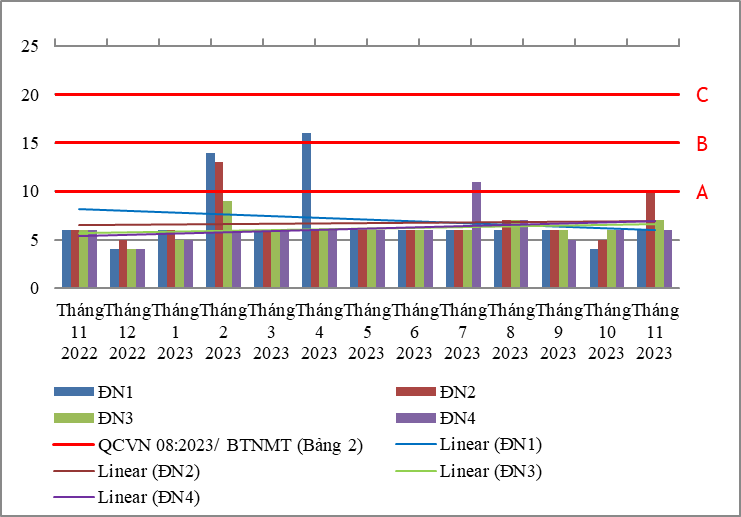 25
20
C
15
B
10
A
5
0
Tháng 11 2022
Tháng 12 2022
Tháng 1 2023
Tháng 2 2023
Tháng 3 2023
Tháng 4 2023
Tháng 5 2023
Tháng 6 2023
Tháng 7 2023
Tháng 8 2023
Tháng 9 2023
Tháng 10 2023
Tháng 11 2023
ĐN1
ĐN2
ĐN3
ĐN4
QCVN 08:2023/ BTNMT (Bảng 2)
Linear (ĐN1)
Linear (ĐN2)
Linear (ĐN3)
Linear (ĐN4)